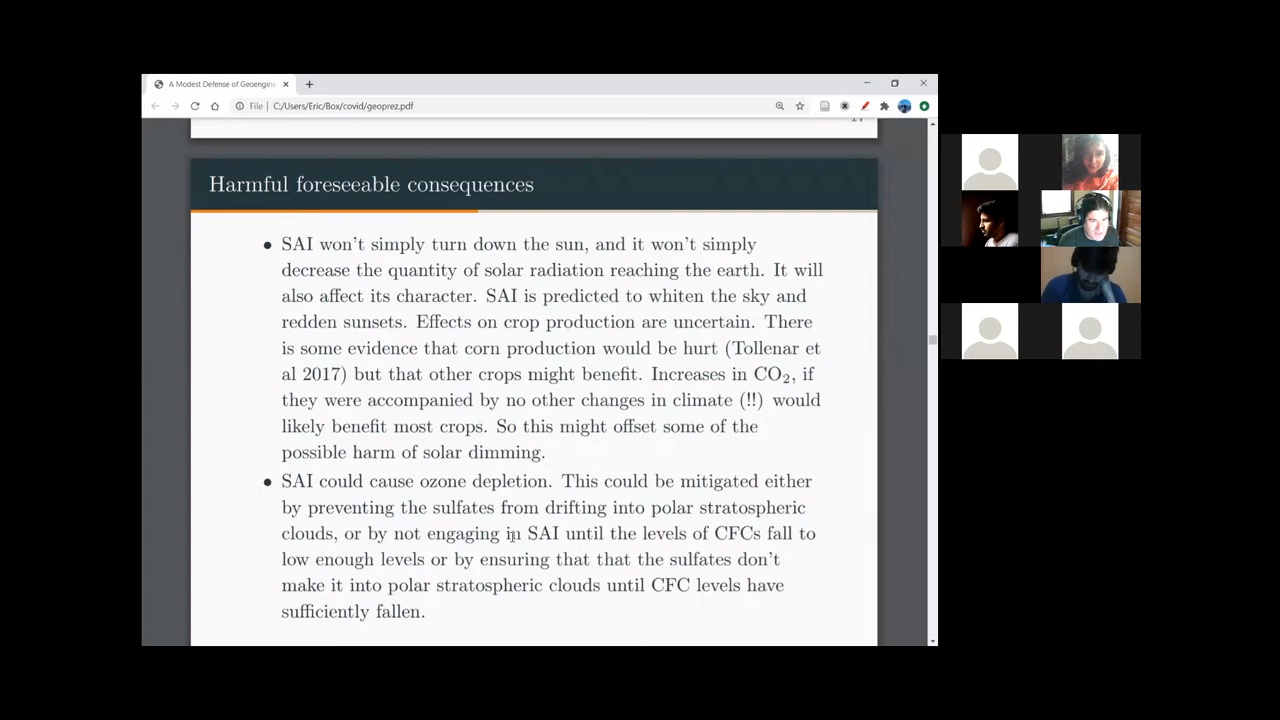 A Modest Defense of Geoengine
File
C:/Users/Eric/Box/covid/geoprez.pdf
Harmful foreseeable consequences
• SAI won't simply turn down the sun, and it won't simply
decrease the quantity of solar radiation reaching the earth. It will
also affect its character. SAI is predicted to whiten the sky and
redden sunsets. Effects on crop production are uncertain. There
is some evidence that corn production would be hurt (Tollenar et
al 2017) but that other crops might benefit. Increases in CO₂, if
they were accompanied by no other changes in climate (!!) would
likely benefit most crops. So this might offset some of the
possible harm of solar dimming.
• SAI could cause ozone depletion. This could be mitigated either
by preventing the sulfates from drifting into polar stratospheric
clouds, or by not engaging in SAI until the levels of CFCs fall to
low enough levels or by ensuring that that the sulfates don't
make it into polar stratospheric clouds until CFC levels have
sufficiently fallen.